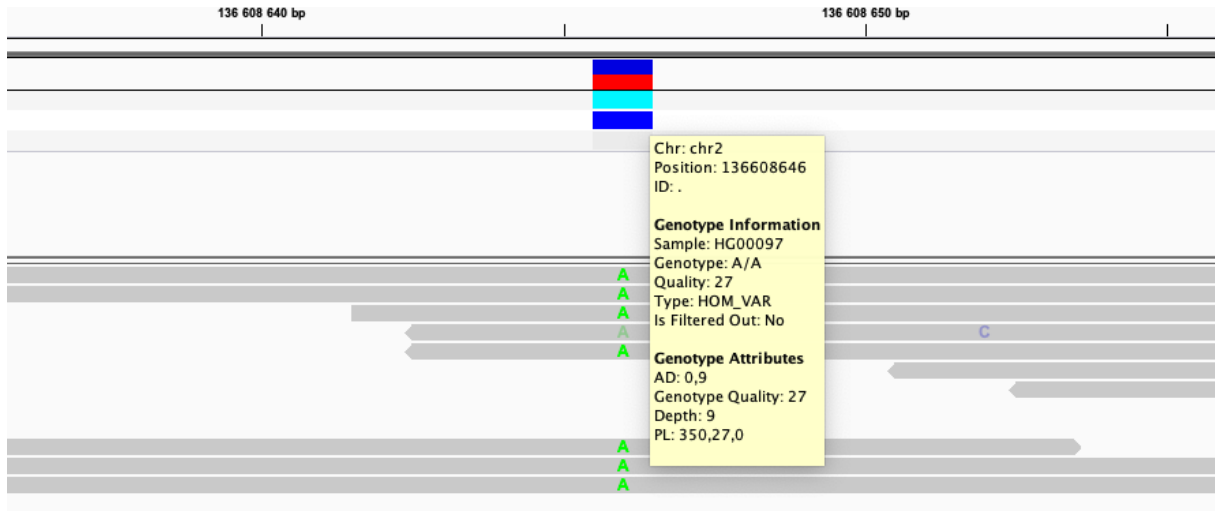 136 608 640 bp
136 608 650 bp
Chr: chr2
Position: 136608646
ID: .
Genotype Information
Sample: HG00097
Genotype: A/A
Quality: 27
Type: HOM_VAR
Is Filtered Out: No
Genotype Attributes
AD: 0,9
Genotype Quality: 27
Depth: 9
PL: 350,27,0
A
A
A
A C
A
A
A
A